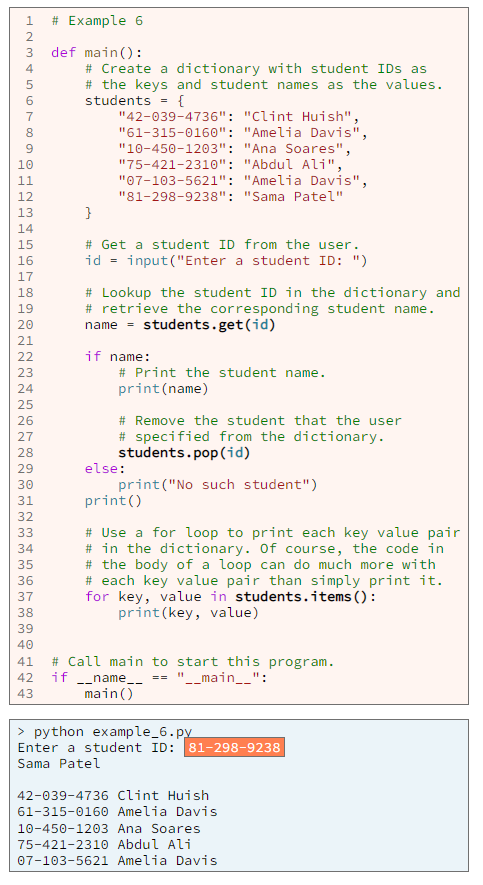 1 # Example 6
2
3 def main():
4     # Create a dictionary with student IDs as
5     # the keys and student names as the values.
6     students = {
7         "42-039-4736": "Clint Huish",
8         "61-315-0160": "Amelia Davis",
9         "10-450-1203": "Ana Soares",
10         "75-421-2310": "Abdul Ali",
11         "07-103-5621": "Amelia Davis",
12         "81-298-9238": "Sama Patel"
13     }
14
15     # Get a student ID from the user.
16     id = input("Enter a student ID: ")
17
18     # Lookup the student ID in the dictionary and
19     # retrieve the corresponding student name.
20     name = students.get(id)
21
22     if name:
23         # Print the student name.
24         print(name)
25
26         # Remove the student that the user
27         # specified from the dictionary.
28         students.pop(id)
29     else:
30         print("No such student")
31     print()
32
33     # Use a for loop to print each key value pair
34     # in the dictionary. Of course, the code in
35     # the body of a loop can do much more with
36     # each key value pair than simply print it.
37     for key, value in students.items():
38         print(key, value)
39
40
41 # Call main to start this program.
42 if __name__ == "__main__":
43     main()
> python example_6.py
Enter a student ID: 81-298-9238
Sama Patel

42-039-4736 Clint Huish
61-315-0160 Amelia Davis
10-450-1203 Ana Soares
75-421-2310 Abdul Ali
07-103-5621 Amelia Davis